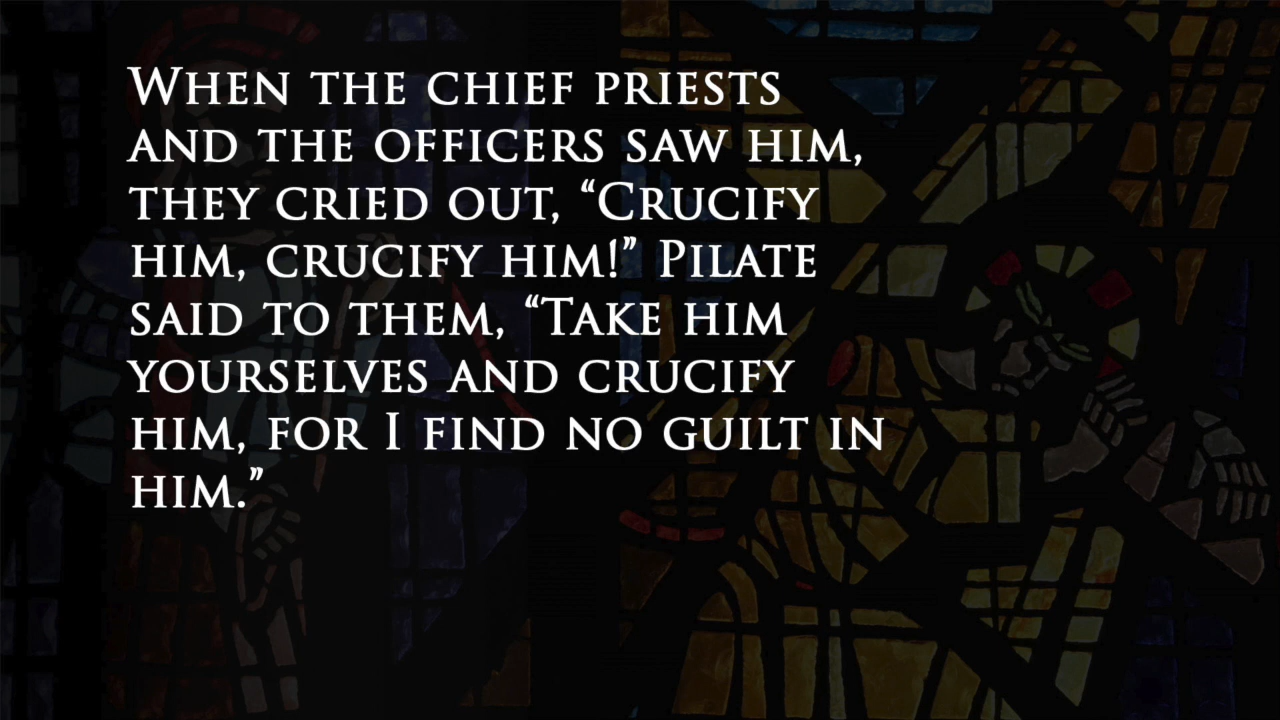 When the chief priests
and the officers saw him,
they cried out, “Crucify
him, crucify him!” Pilate
said to them, “Take him
yourselves and crucify
him, for I find no guilt in
him.”